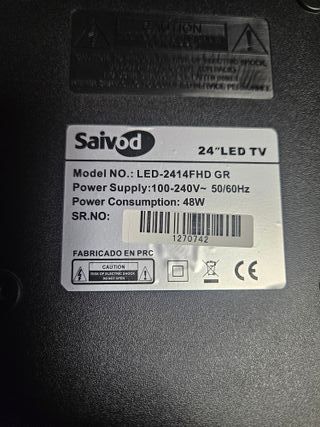 CAUTION
Saivod
24"LED TV
Model NO.: LED-2414FHD GR
Power Supply:100-240V~ 50/60Hz
Power Consumption: 48W
SR.NO:
1270742
FABRICADO EN PRC
CAUTION
RISK OF ELECTRIC SHOCK
DO NOT OPEN
CE